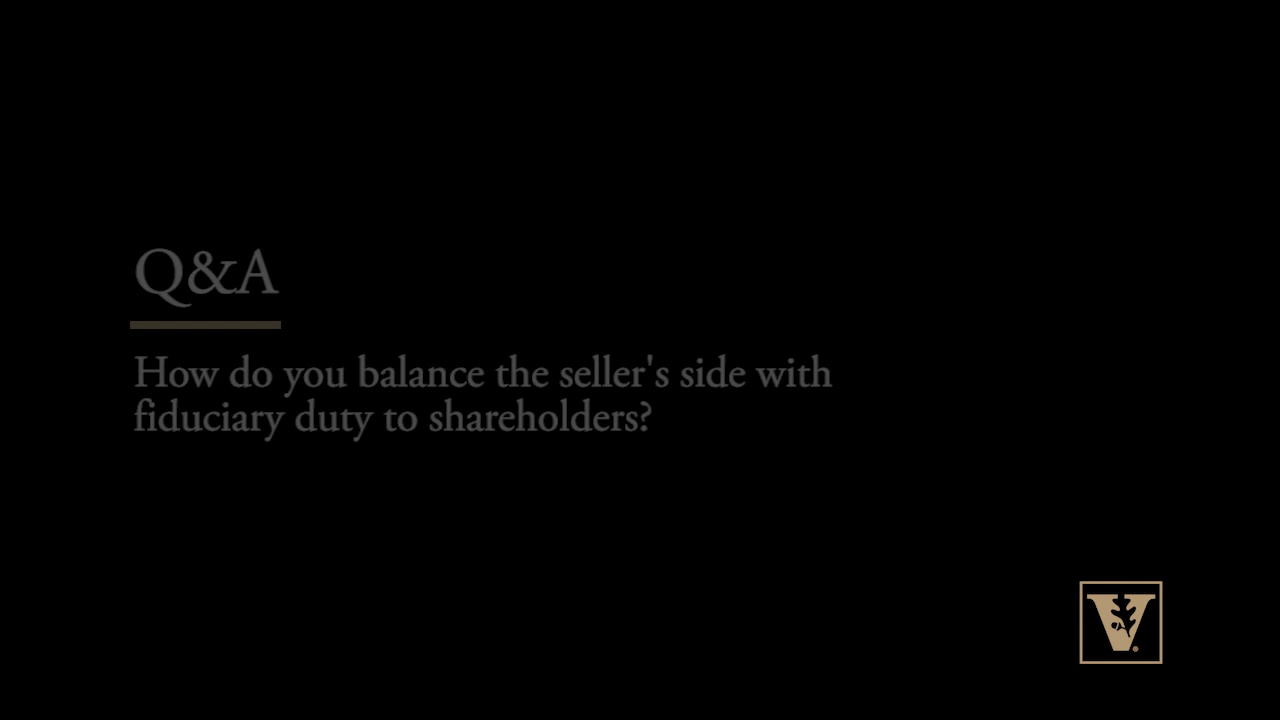 Q&A
How do you balance the seller's side with
fiduciary duty to shareholders?
V